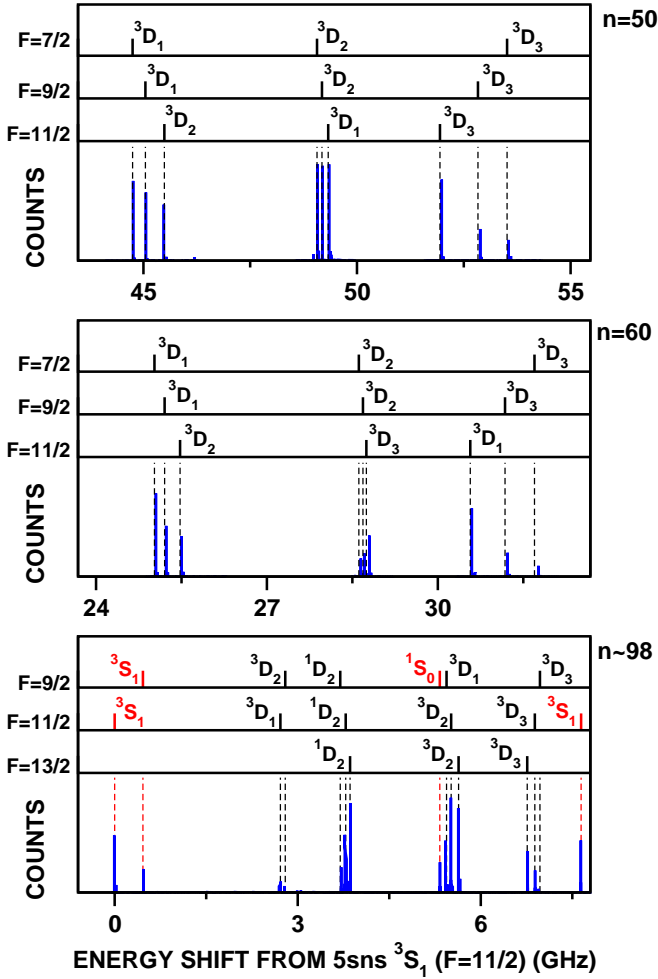 n=50
F=7/2 ³D₁ ³D₂ ³D₃
F=9/2 ³D₁ ³D₂ ³D₃
F=11/2 ³D₂ ³D₁ ³D₃
COUNTS
45 50 55
n=60
F=7/2 ³D₁ ³D₂ ³D₃
F=9/2 ³D₁ ³D₂ ³D₃
F=11/2 ³D₂ ³D₃ ³D₁
COUNTS
24 27 30
n~98
F=9/2 ³S₁ ³D₂ ¹D₂ ¹S₀ ³D₁ ³D₃
F=11/2 ³S₁ ³D₁ ¹D₂ ³D₂ ³D₃ ³S₁
F=13/2 ¹D₂ ³D₂ ³D₃
COUNTS
0 3 6
ENERGY SHIFT FROM 5sns ³S₁ (F=11/2) (GHz)